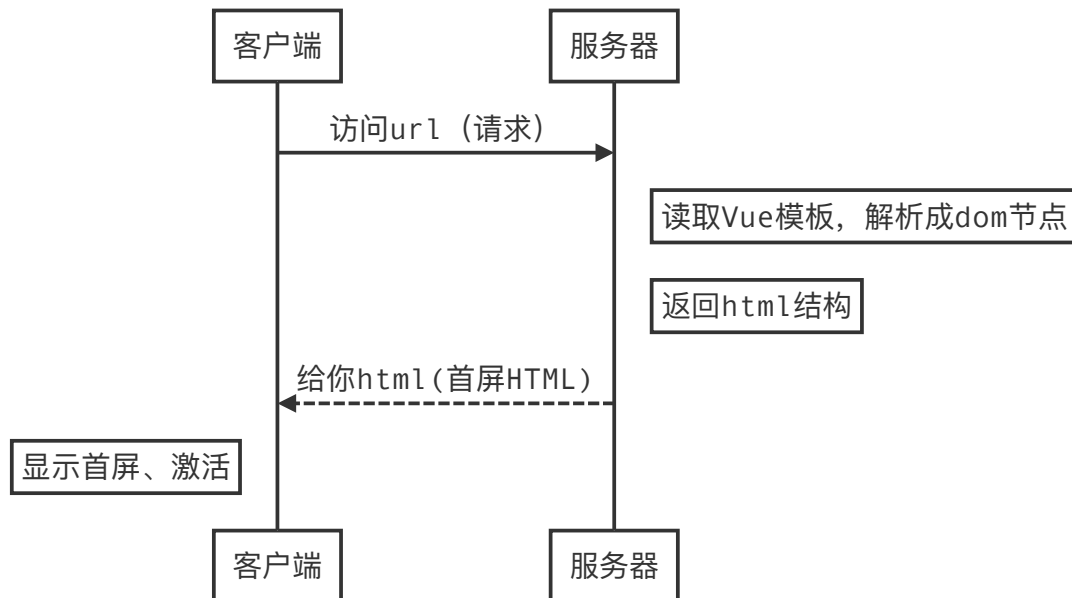 客户端
服务器
访问url（请求）
读取Vue模板，解析成dom节点
返回html结构
给你html(首屏HTML)
显示首屏、激活
客户端
服务器